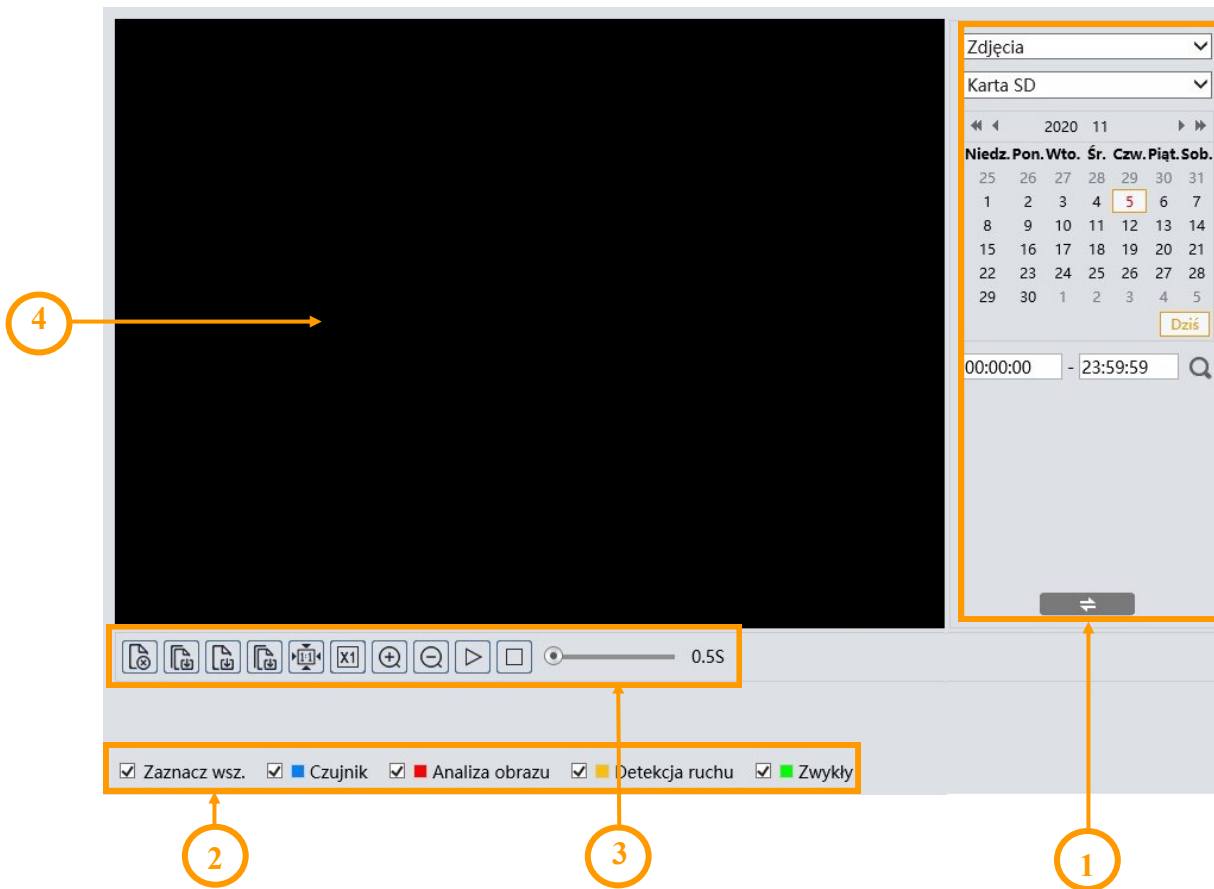 Zdjęcia
Karta SD
2020 11
Niedz. Pon. Wto. Śr. Czw. Piąt. Sob.
25 26 27 28 29 30 31
1 2 3 4 5 6 7
8 9 10 11 12 13 14
15 16 17 18 19 20 21
22 23 24 25 26 27 28
29 30 1 2 3 4 5
Dziś
00:00:00 - 23:59:59
4
1:1 X1 0.5S
Zaznacz wsz. Czujnik Analiza obrazu Detekcja ruchu Zwykły
2 3 1